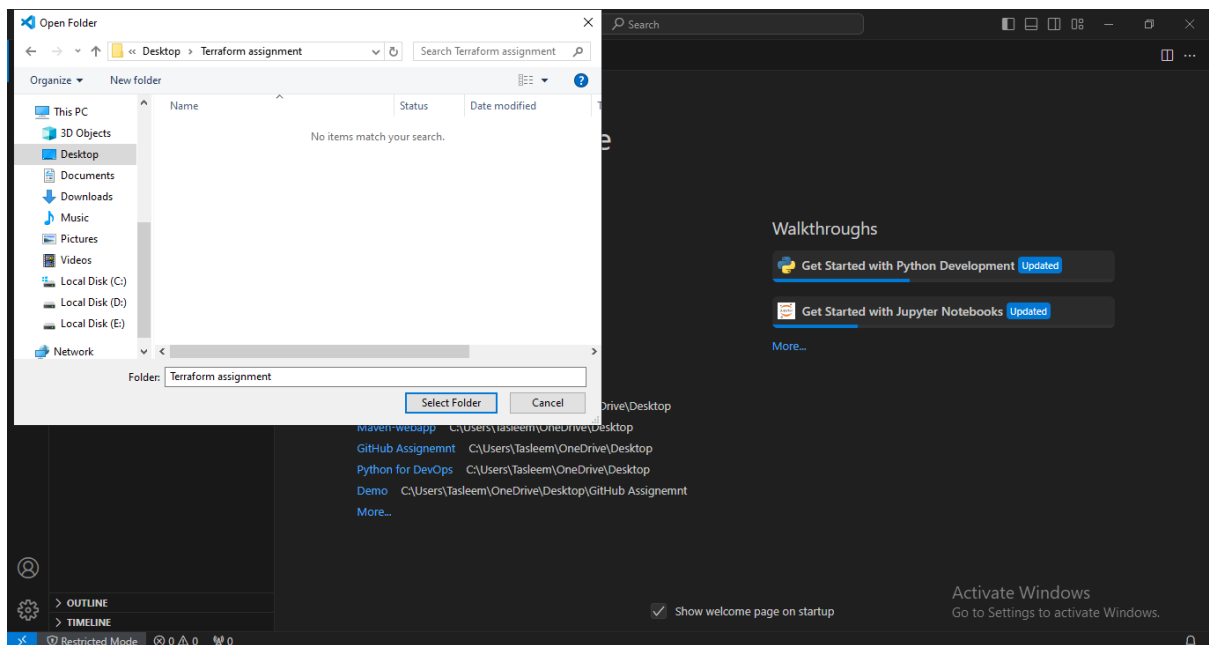 Open Folder
Search
« Desktop › Terraform assignment
Search Terraform assignment
Organize
New folder
Name
Status
Date modified
No items match your search.
This PC
3D Objects
Desktop
Documents
Downloads
Music
Pictures
Videos
Local Disk (C:)
Local Disk (D:)
Local Disk (E:)
Network
Folder: Terraform assignment
Select Folder
Cancel
e
Walkthroughs
Get Started with Python Development Updated
Get Started with Jupyter Notebooks Updated
More...
Drive\Desktop
Maven-webapp C:\Users\Tasleem\OneDrive\Desktop
GitHub Assignemnt C:\Users\Tasleem\OneDrive\Desktop
Python for DevOps C:\Users\Tasleem\OneDrive\Desktop
Demo C:\Users\Tasleem\OneDrive\Desktop\GitHub Assignemnt
More...
> OUTLINE
> TIMELINE
Show welcome page on startup
Activate Windows
Go to Settings to activate Windows.
Restricted Mode 0 0 0